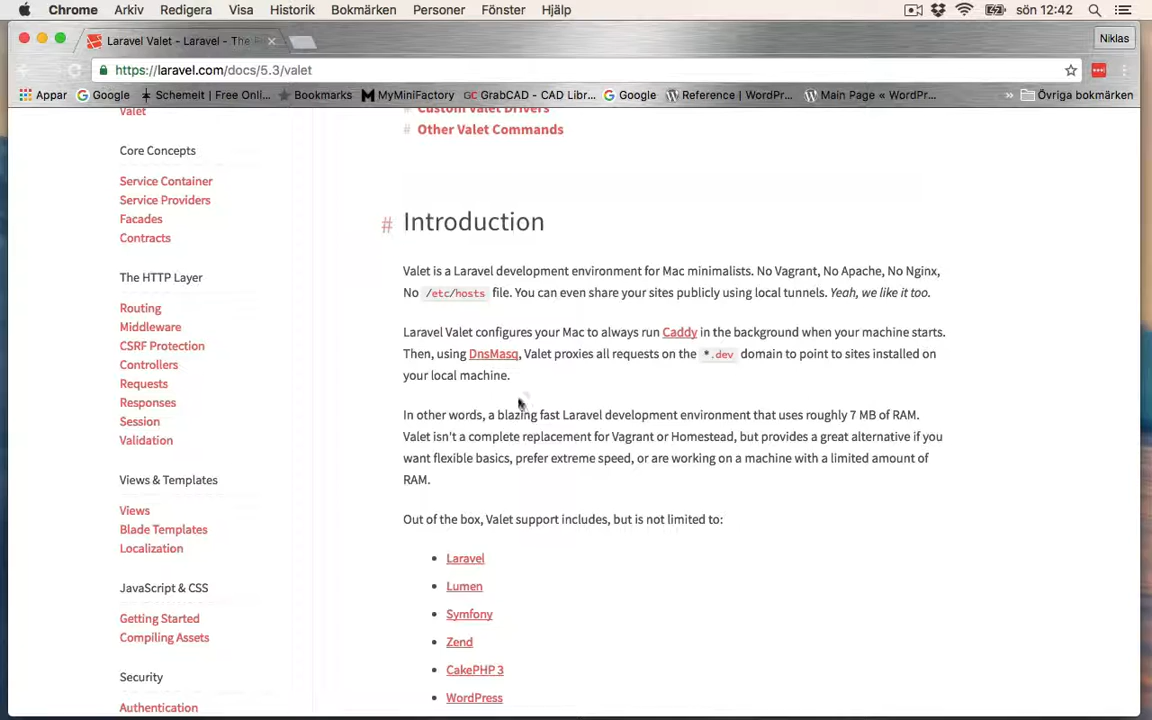 Chrome Arkiv Redigera Visa Historik Bokmärken Personer Fönster Hjälp sön 12:42
Laravel Valet - Laravel - The Niklas
https://laravel.com/docs/5.3/valet
Appar Google Schemeit | Free Onli... Bookmarks MyMiniFactory GC GrabCAD - CAD Libr... Google Reference | WordPr... Main Page « WordPr... » Övriga bokmärken
Valet
Core Concepts
Service Container
Service Providers
Facades
Contracts
The HTTP Layer
Routing
Middleware
CSRF Protection
Controllers
Requests
Responses
Session
Validation
Views & Templates
Views
Blade Templates
Localization
JavaScript & CSS
Getting Started
Compiling Assets
Security
Authentication
# Custom Valet Drivers
# Other Valet Commands
# Introduction
Valet is a Laravel development environment for Mac minimalists. No Vagrant, No Apache, No Nginx,
No /etc/hosts file. You can even share your sites publicly using local tunnels. Yeah, we like it too.
Laravel Valet configures your Mac to always run Caddy in the background when your machine starts.
Then, using DnsMasq, Valet proxies all requests on the *.dev domain to point to sites installed on
your local machine.
In other words, a blazing fast Laravel development environment that uses roughly 7 MB of RAM.
Valet isn't a complete replacement for Vagrant or Homestead, but provides a great alternative if you
want flexible basics, prefer extreme speed, or are working on a machine with a limited amount of
RAM.
Out of the box, Valet support includes, but is not limited to:
• Laravel
• Lumen
• Symfony
• Zend
• CakePHP 3
• WordPress